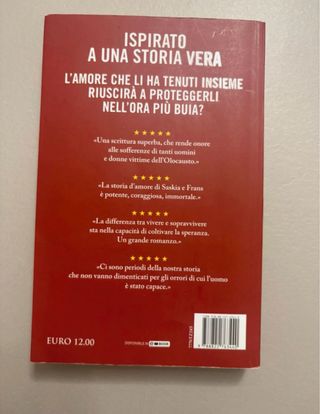 ISPIRATO
A UNA STORIA VERA
L'AMORE CHE LI HA TENUTI INSIEME
RIUSCIRÀ A PROTEGGERLI
NELL'ORA PIÙ BUIA?
«Una scrittura superba, che rende onore
alle sofferenze di tanti uomini
e donne vittime dell'Olocausto.»
«La storia d'amore di Saskia e Frans
è potente, coraggiosa, immortale.»
«La differenza tra vivere e sopravvivere
sta nella capacità di coltivare la speranza.
Un grande romanzo.»
«Ci sono periodi della nostra storia
che non vanno dimenticati per gli orrori di cui l'uomo
è stato capace.»
EURO 12.00
DISPONIBILE IN